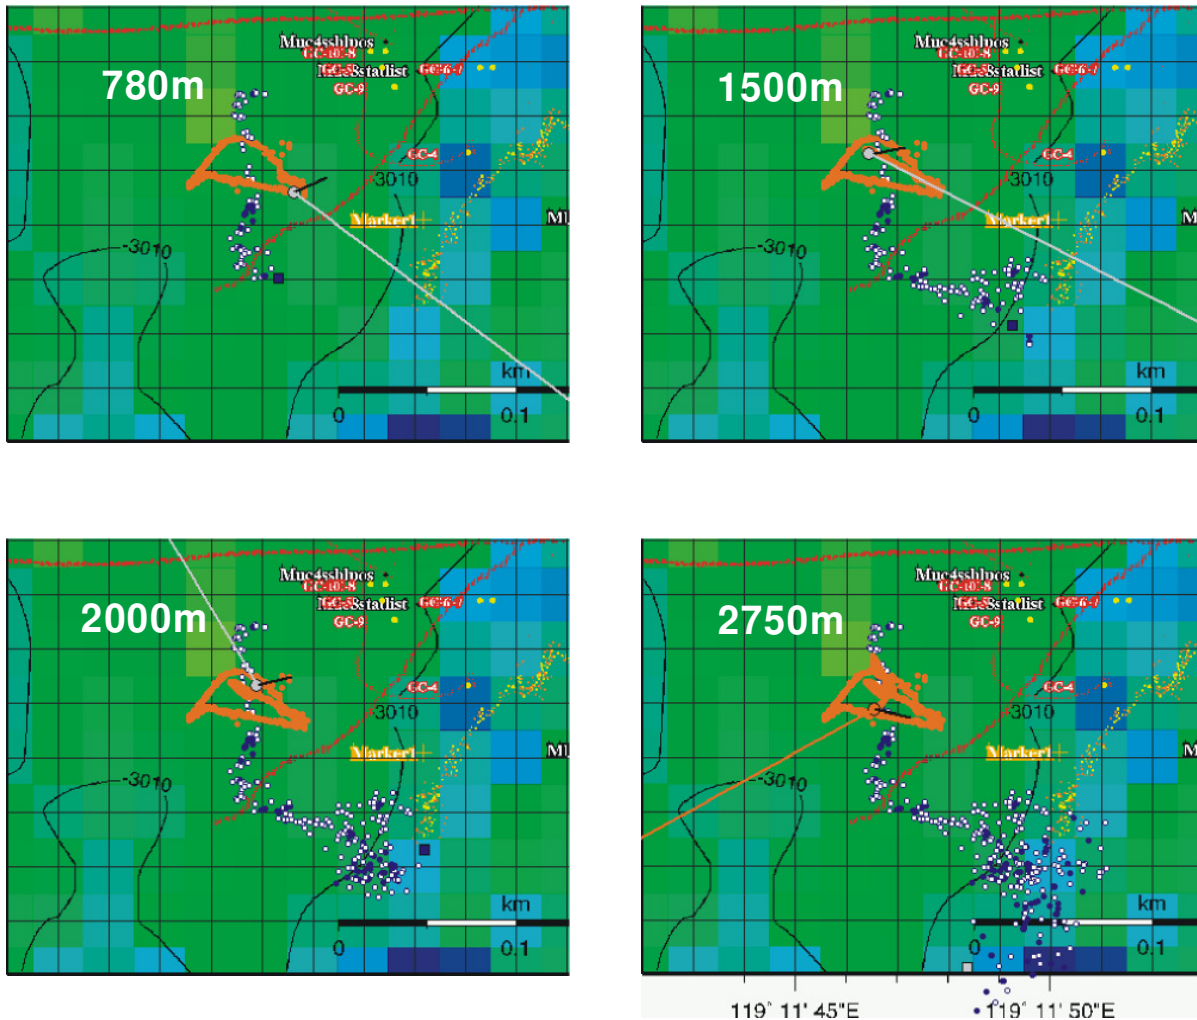 Muc4sshlpos
GC-10
-8
statlist
GC-6-7
GC-9
780m
GC-4
-3010
Marker1
-3010
km
0
0.1
Muc4sshlpos
GC-10
-8
statlist
GC-6-7
GC-9
1500m
GC-4
-3010
Marker1
M
-3010
km
0
0.1
Muc4sshlpos
GC-10
-8
statlist
GC-6-7
GC-9
2000m
GC-4
3010
Marker1
-3010
km
0
0.1
Muc4sshlpos
GC-10
-8
statlist
GC-6-7
GC-9
2750m
GC-4
3010
Marker1
M
-3010
km
0
0.1
119° 11' 45"E
119° 11' 50"E